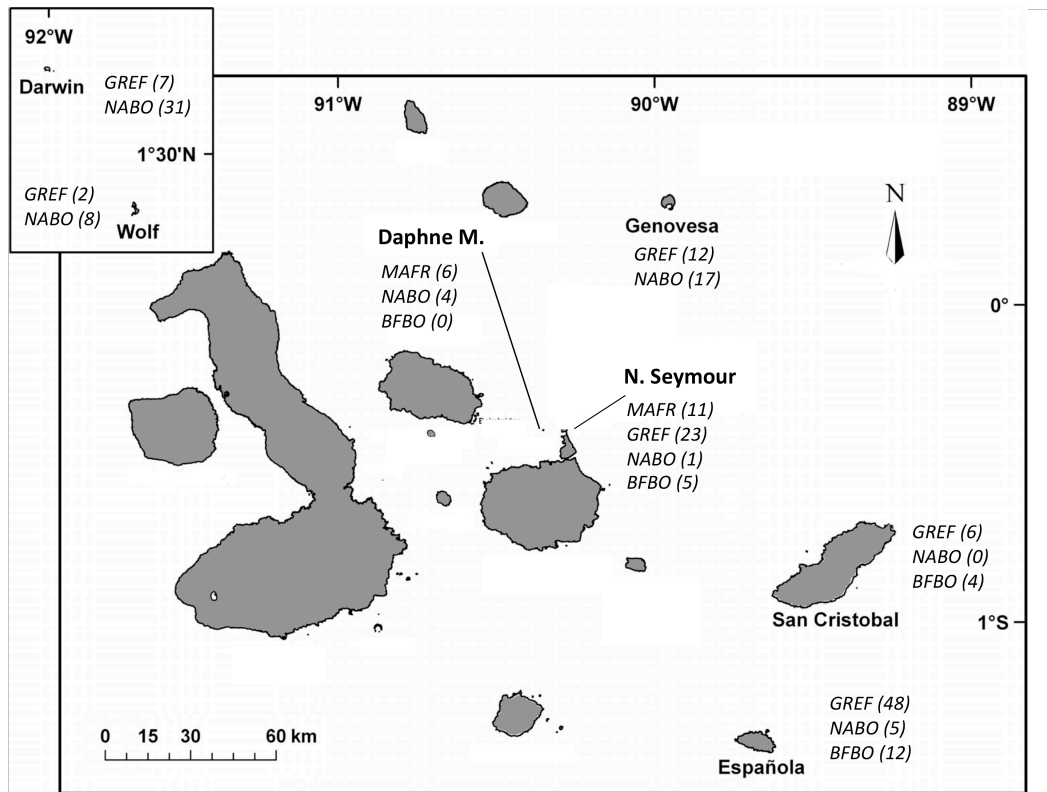 92°W
Darwin
GREF (7)
NABO (31)
1°30'N
GREF (2)
NABO (8)
Wolf
91°W
90°W
89°W
N
Genovesa
GREF (12)
NABO (17)
Daphne M.
MAFR (6)
NABO (4)
BFBO (0)
0°
N. Seymour
MAFR (11)
GREF (23)
NABO (1)
BFBO (5)
GREF (6)
NABO (0)
BFBO (4)
San Cristobal
1°S
GREF (48)
NABO (5)
BFBO (12)
Española
0 15 30 60 km